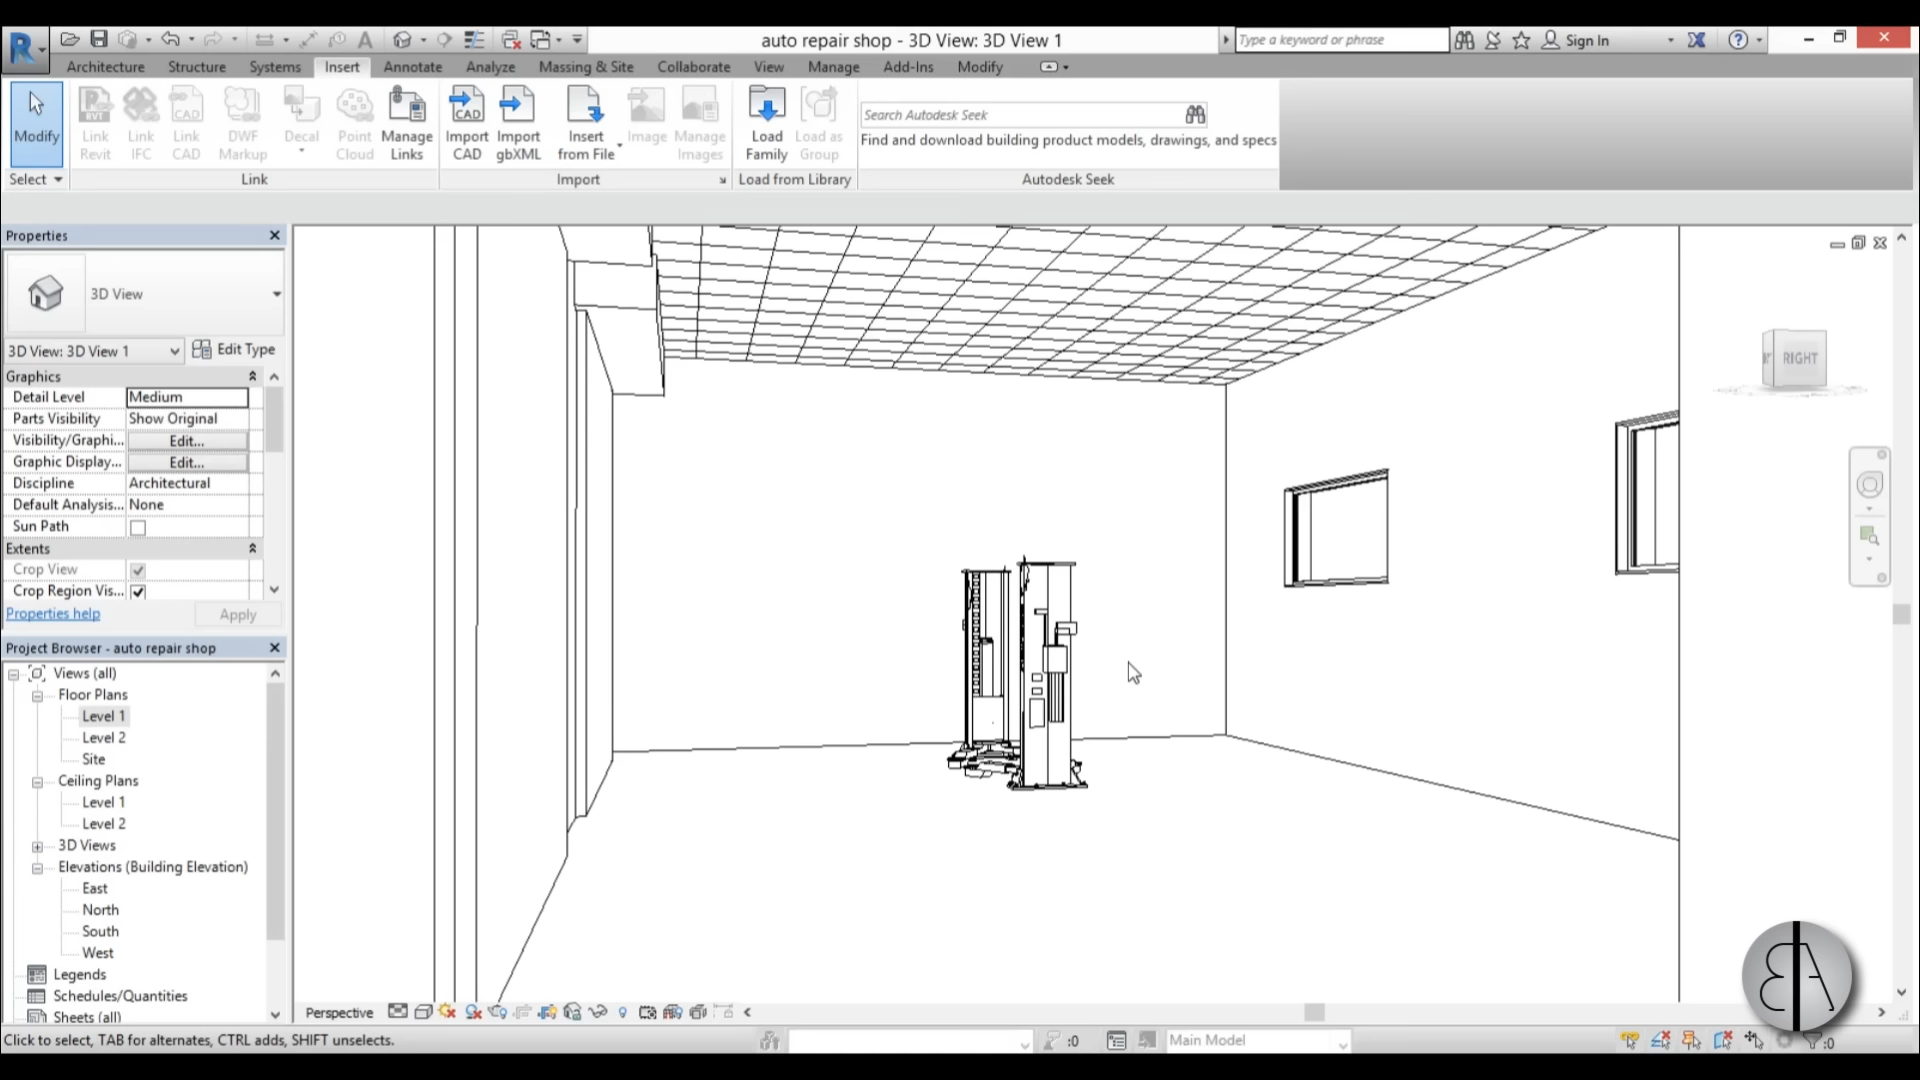 auto repair shop - 3D View: 3D View 1
Type a keyword or phrase
Sign In
Architecture Structure Systems Insert Annotate Analyze Massing & Site Collaborate View Manage Add-Ins Modify
Modify
Link Revit
Link IFC
Link CAD
DWF Markup
Decal
Point Cloud
Manage Links
Import CAD
Import gbXML
Insert from File
Image
Manage Images
Load Family
Load as Group
Search Autodesk Seek
Find and download building product models, drawings, and specs
Select
Link
Import
Load from Library
Autodesk Seek
Properties
3D View
3D View: 3D View 1
Edit Type
Graphics
Detail Level Medium
Parts Visibility Show Original
Visibility/Graphi... Edit...
Graphic Display... Edit...
Discipline Architectural
Default Analysis... None
Sun Path
Extents
Crop View
Crop Region Vis...
Properties help
Apply
Project Browser - auto repair shop
Views (all)
Floor Plans
Level 1
Level 2
Site
Ceiling Plans
Level 1
Level 2
3D Views
Elevations (Building Elevation)
East
North
South
West
Legends
Schedules/Quantities
Sheets (all)
RIGHT
Perspective
Click to select, TAB for alternates, CTRL adds, SHIFT unselects.
:0
Main Model
:0